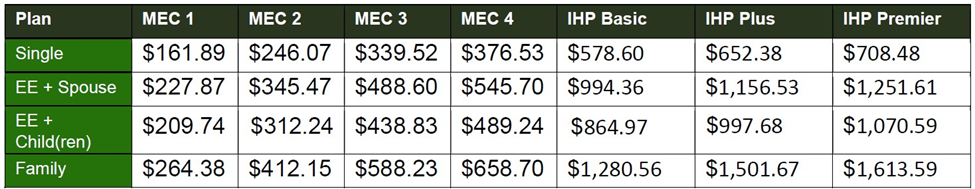 Plan MEC 1 MEC 2 MEC 3 MEC 4 IHP Basic IHP Plus IHP Premier
Single $161.89 $246.07 $339.52 $376.53 $578.60 $652.38 $708.48
EE + Spouse $227.87 $345.47 $488.60 $545.70 $994.36 $1,156.53 $1,251.61
EE +
Child(ren) $209.74 $312.24 $438.83 $489.24 $864.97 $997.68 $1,070.59
Family $264.38 $412.15 $588.23 $658.70 $1,280.56 $1,501.67 $1,613.59